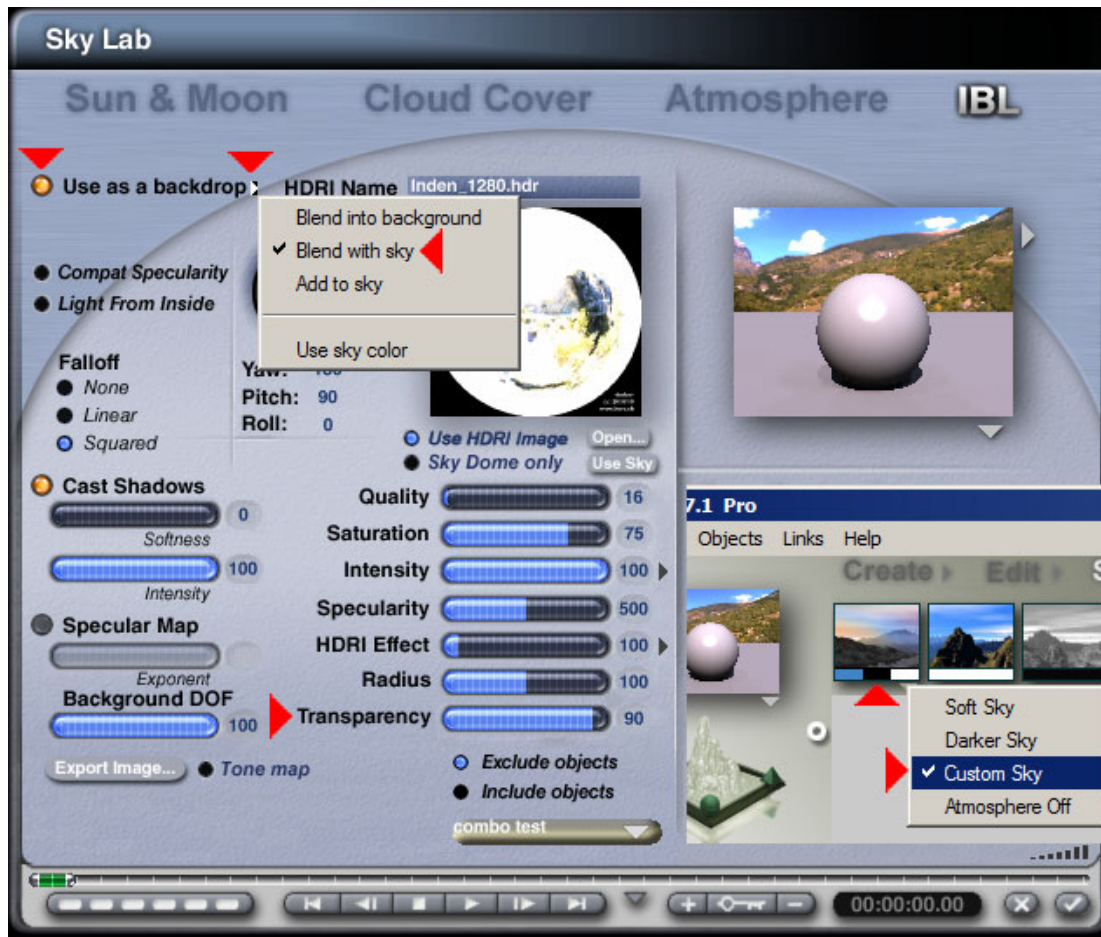 Sky Lab
Sun & Moon Cloud Cover Atmosphere IBL
Use as a backdrop
HDRI Name Inden_1280.hdr
Blend into background
Blend with sky
Add to sky
Use sky color
Compat Specularity
Light From Inside
Falloff
None
Linear
Squared
Pitch: 90
Roll: 0
Use HDRI Image Open...
Sky Dome only Use Sky
Cast Shadows
0
Softness
100
Intensity
Specular Map
Exponent
Background DOF
100
Export Image... Tone map
Quality 16
Saturation 75
Intensity 100
Specularity 500
HDRI Effect 100
Radius 100
Transparency 90
Exclude objects
Include objects
combo test
7.1 Pro
Objects Links Help
Create Edit
Soft Sky
Darker Sky
Custom Sky
Atmosphere Off
00:00:00.00